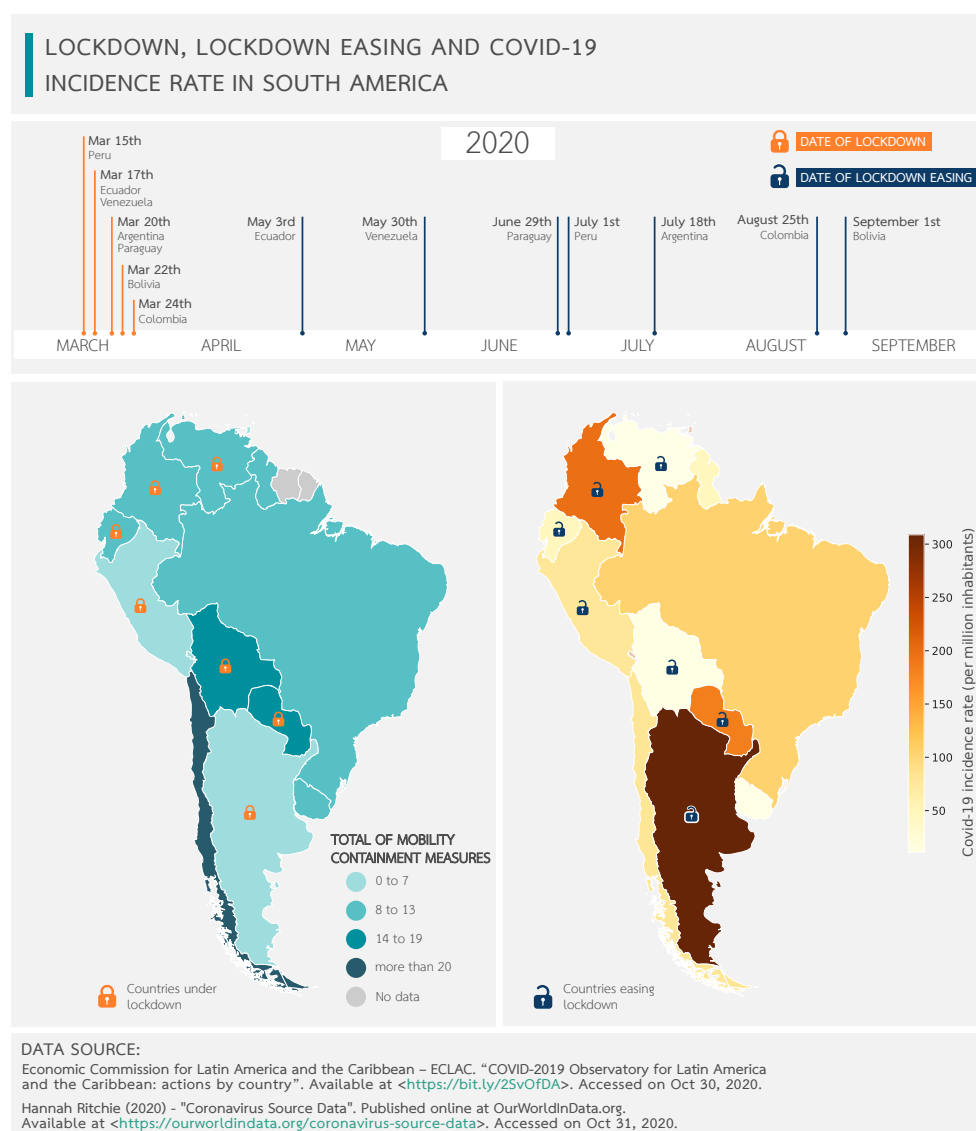 LOCKDOWN, LOCKDOWN EASING AND COVID-19
INCIDENCE RATE IN SOUTH AMERICA
2020
DATE OF LOCKDOWN
DATE OF LOCKDOWN EASING
Mar 15th
Peru
Mar 17th
Ecuador
Venezuela
Mar 20th
Argentina
Paraguay
Mar 22th
Bolivia
Mar 24th
Colombia
May 3rd
Ecuador
May 30th
Venezuela
June 29th
Paraguay
July 1st
Peru
July 18th
Argentina
August 25th
Colombia
September 1st
Bolivia
MARCH
APRIL
MAY
JUNE
JULY
AUGUST
SEPTEMBER
TOTAL OF MOBILITY
CONTAINMENT MEASURES
0 to 7
8 to 13
14 to 19
more than 20
No data
Countries under
lockdown
Countries easing
lockdown
300
250
200
150
100
50
Covid-19 incidence rate (per million inhabitants)
DATA SOURCE:
Economic Commission for Latin America and the Caribbean – ECLAC. “COVID-2019 Observatory for Latin America
and the Caribbean: actions by country”. Available at <https://bit.ly/2SvOfDA>. Accessed on Oct 30, 2020.
Hannah Ritchie (2020) - "Coronavirus Source Data". Published online at OurWorldInData.org.
Available at <https://ourworldindata.org/coronavirus-source-data>. Accessed on Oct 31, 2020.